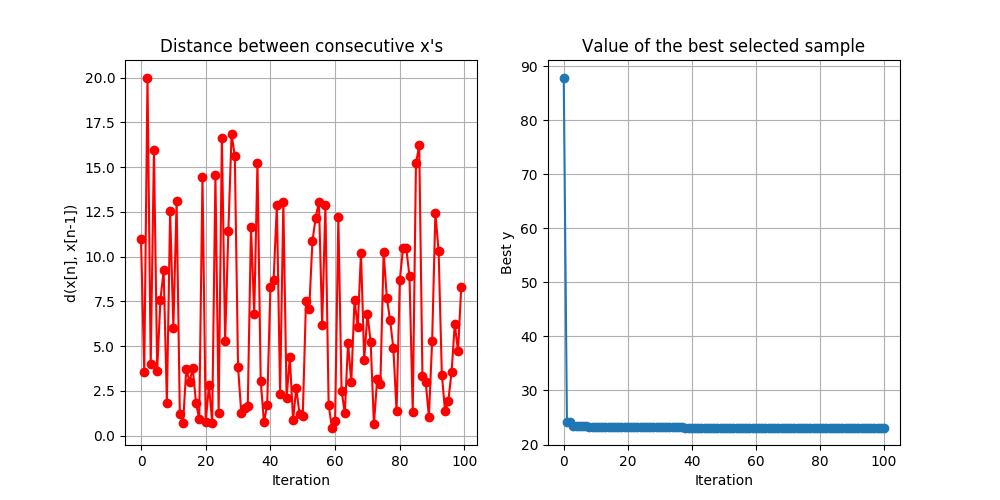 Distance between consecutive x's
20.0
17.5
15.0
12.5
10.0
7.5
5.0
2.5
0.0
d(x[n], x[n-1])
0 20 40 60 80 100
Iteration
Value of the best selected sample
90
80
70
60
50
40
30
20
Best y
0 20 40 60 80 100
Iteration